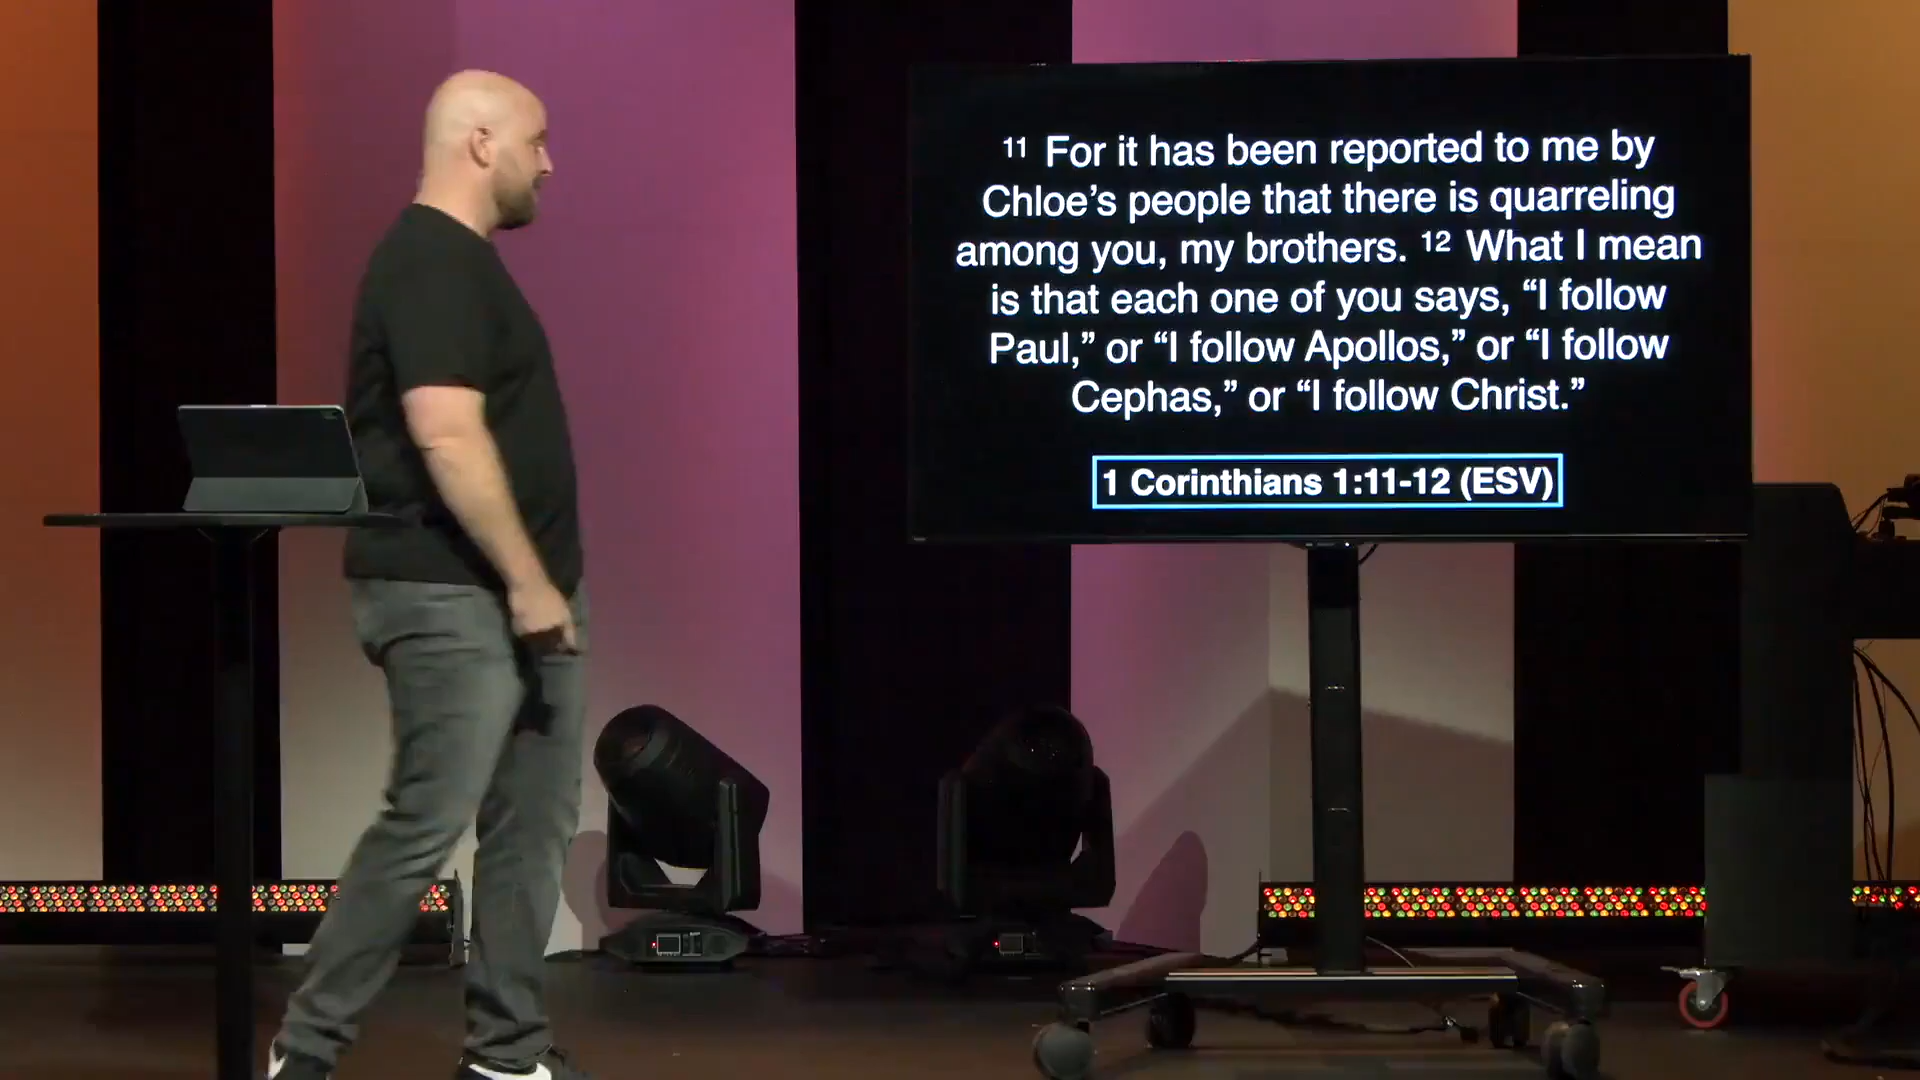 11 For it has been reported to me by
Chloe’s people that there is quarreling
among you, my brothers. 12 What I mean
is that each one of you says, “I follow
Paul,” or “I follow Apollos,” or “I follow
Cephas,” or “I follow Christ.”
1 Corinthians 1:11-12 (ESV)